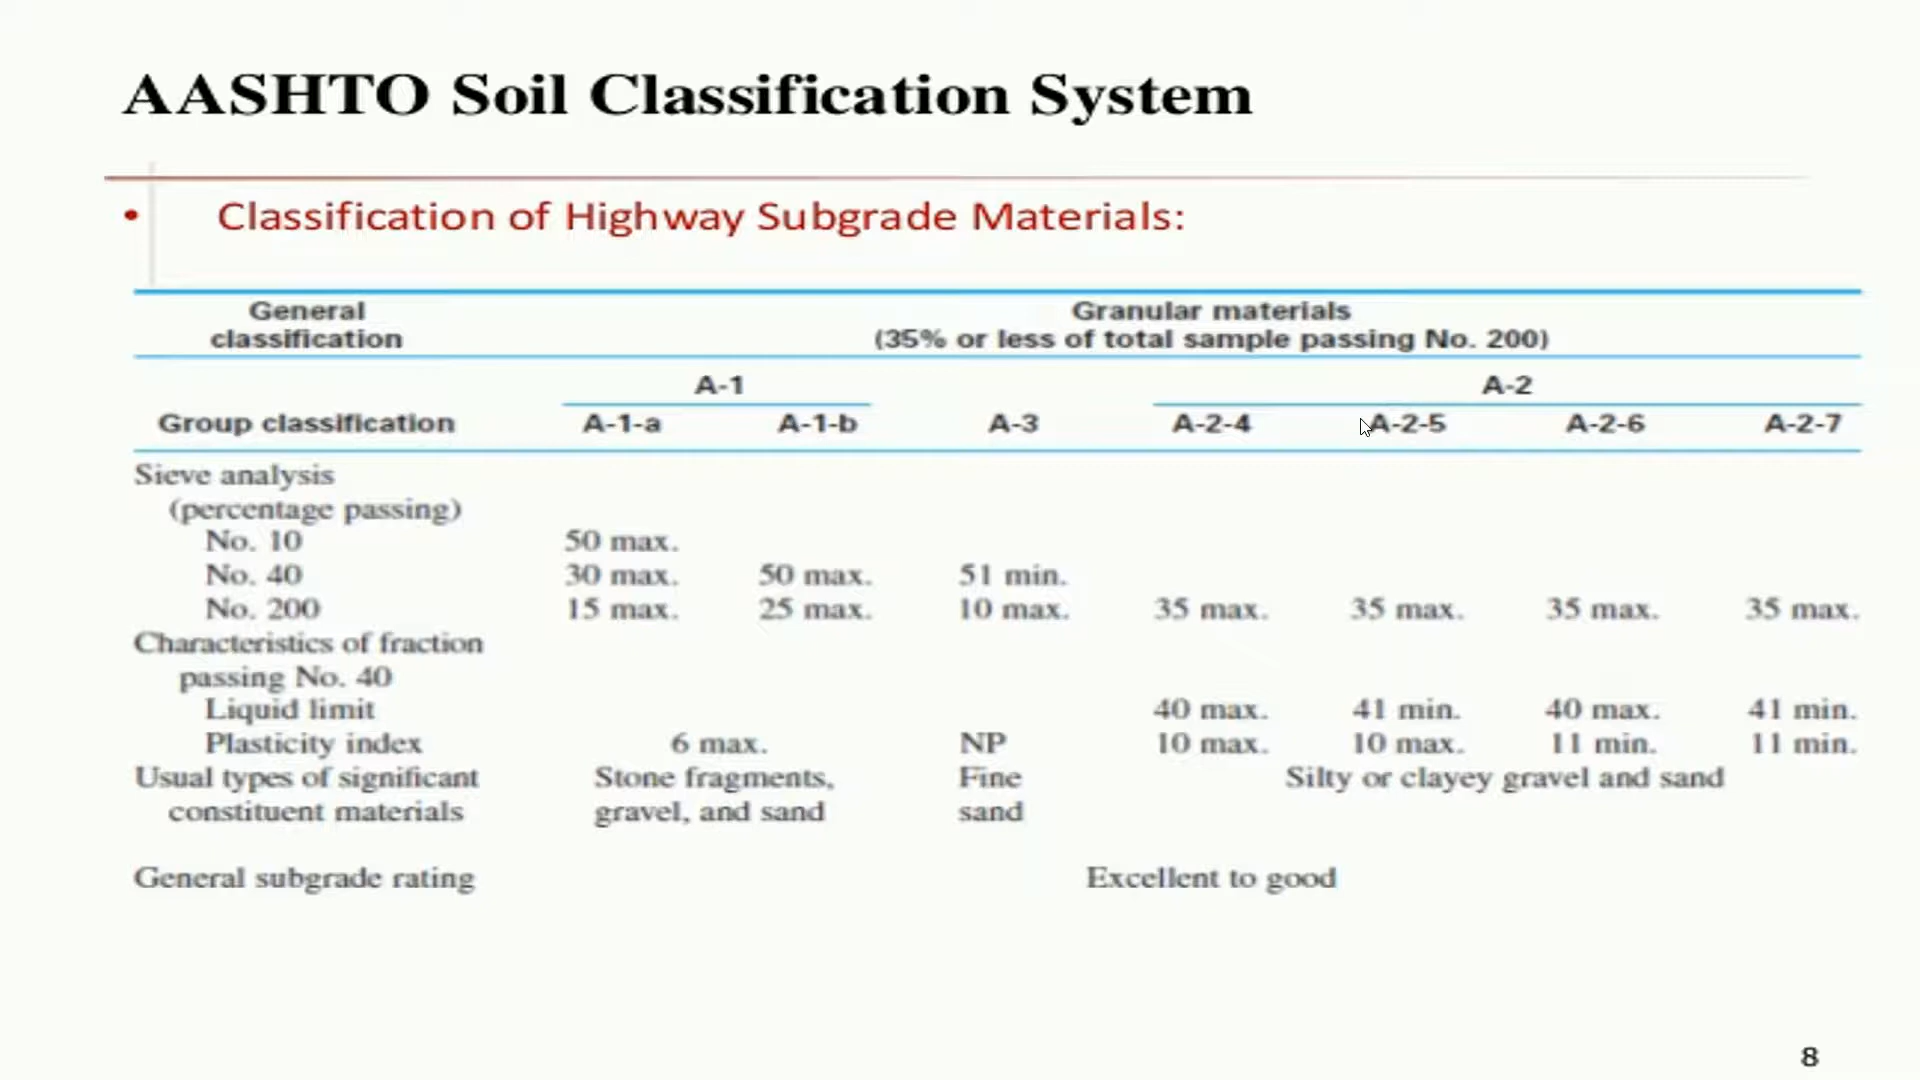 AASHTO Soil Classification System
• Classification of Highway Subgrade Materials:
General classification
Granular materials
(35% or less of total sample passing No. 200)
A-1 A-2
Group classification A-1-a A-1-b A-3 A-2-4 A-2-5 A-2-6 A-2-7
Sieve analysis
(percentage passing)
No. 10 50 max.
No. 40 30 max. 50 max. 51 min.
No. 200 15 max. 25 max. 10 max. 35 max. 35 max. 35 max. 35 max.
Characteristics of fraction
passing No. 40
Liquid limit 40 max. 41 min. 40 max. 41 min.
Plasticity index 6 max. NP 10 max. 10 max. 11 min. 11 min.
Usual types of significant Stone fragments, Fine Silty or clayey gravel and sand
constituent materials gravel, and sand sand
General subgrade rating Excellent to good
8